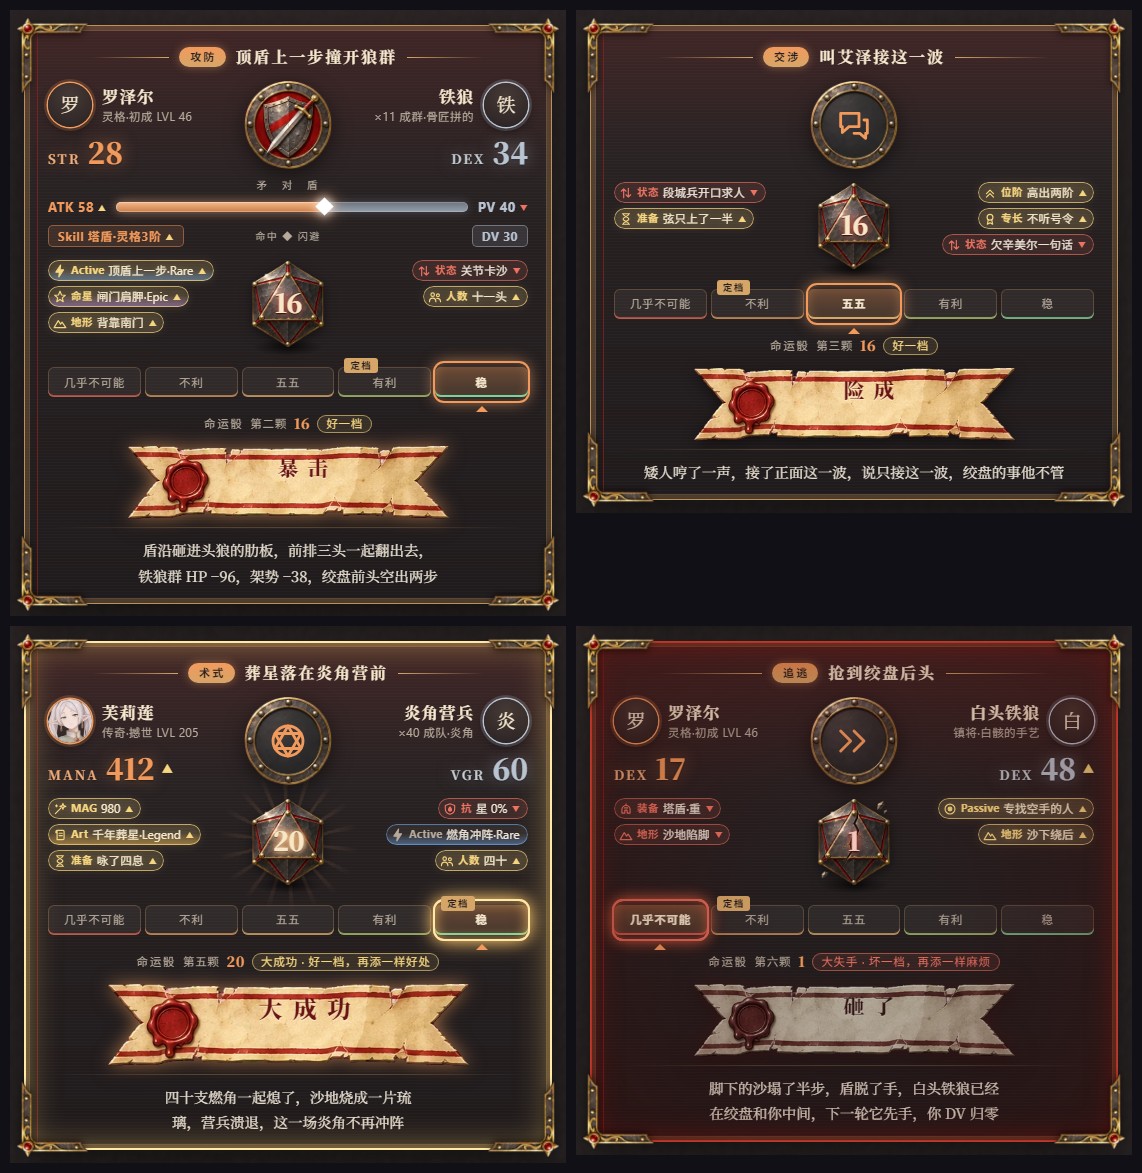 攻防 顶盾上一步撞开狼群
罗 罗泽尔
灵格·初成 LVL 46
STR 28
铁狼 铁
×11 成群·骨匠拼的
DEX 34
矛 对 盾
ATK 58 PV 40
Skill 塔盾·灵格3阶 命中 ◆ 闪避 DV 30
Active 顶盾上一步·Rare
命星 闸门肩胛·Epic
地形 背靠南门
16
状态 关节卡沙
人数 十一头
定档
几乎不可能 不利 五五 有利 稳
命运骰 第二颗 16 好一档
暴击
盾沿砸进头狼的肋板，前排三头一起翻出去，
铁狼群 HP −96，架势 −38，绞盘前头空出两步
交涉 叫艾泽接这一波
状态 段城兵开口求人
准备 弦只上了一半
16
位阶 高出两阶
专长 不听号令
状态 欠辛美尔一句话
定档
几乎不可能 不利 五五 有利 稳
命运骰 第三颗 16 好一档
险成
矮人哼了一声，接了正面这一波，说只接这一波，绞盘的事他不管
术式 葬星落在炎角营前
芙莉莲
传奇·撼世 LVL 205
MANA 412
炎角营兵 炎
×40 成队·炎角
VGR 60
MAG 980
Art 千年葬星·Legend
准备 咏了四息
20
抗 星 0%
Active 燃角冲阵·Rare
人数 四十
定档
几乎不可能 不利 五五 有利 稳
命运骰 第五颗 20 大成功 · 好一档，再添一样好处
大成功
四十支燃角一起熄了，沙地烧成一片琉
璃，营兵溃退，这一场炎角不再冲阵
追逃 抢到绞盘后头
罗 罗泽尔
灵格·初成 LVL 46
DEX 17
白头铁狼 白
镇将·白骸的手艺
DEX 48
装备 塔盾·重
地形 沙地陷脚
1
Passive 专找空手的人
地形 沙下绕后
定档
几乎不可能 不利 五五 有利 稳
命运骰 第六颗 1 大失手 · 坏一档，再添一样麻烦
砸了
脚下的沙塌了半步，盾脱了手，白头铁狼已经
在绞盘和你中间，下一轮它先手，你 DV 归零